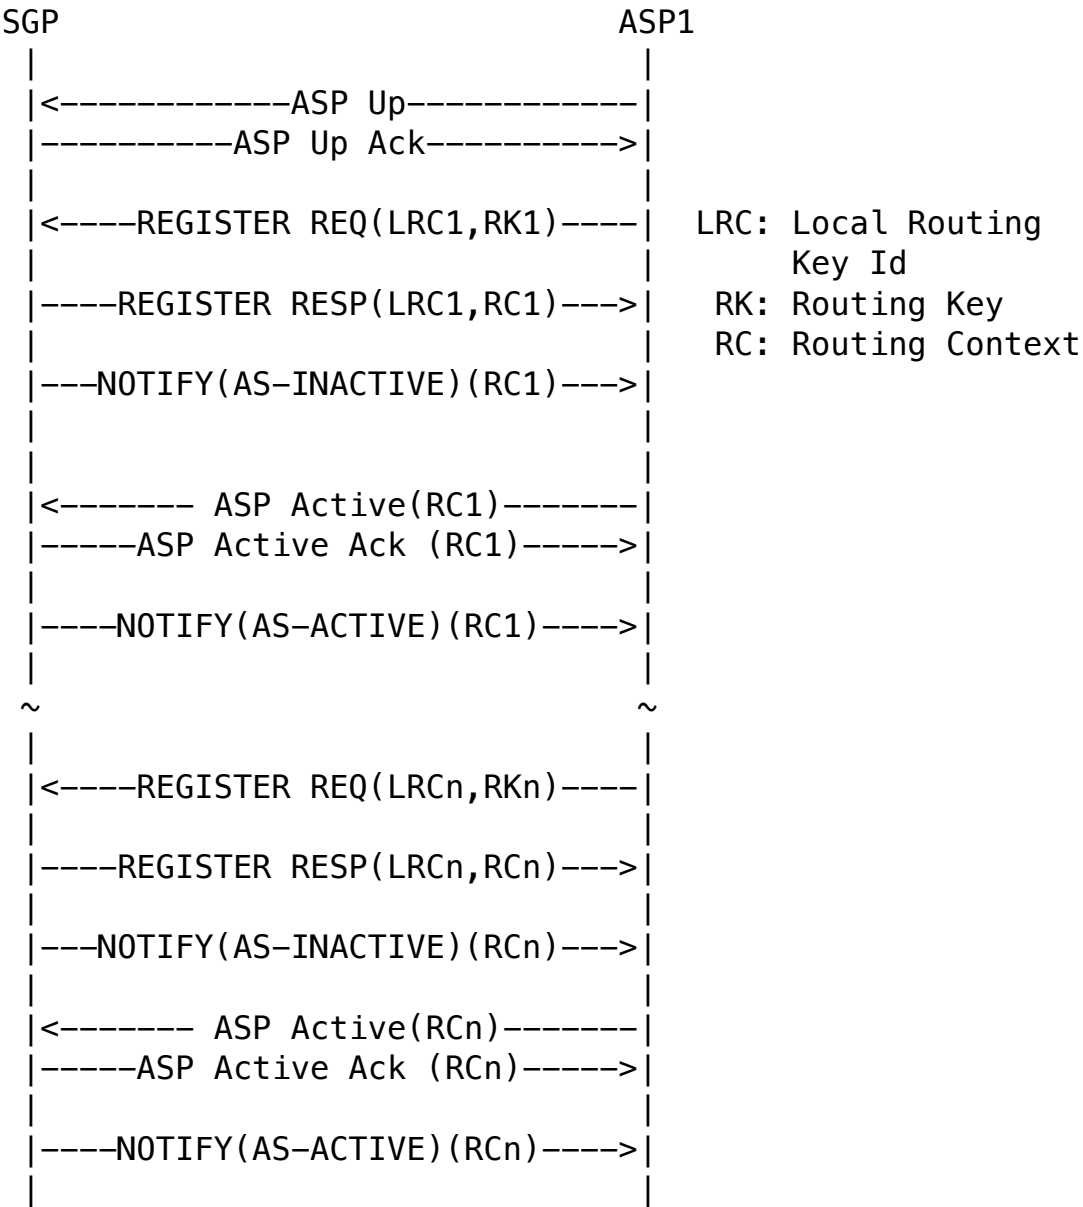 SGP                                                             ASP1
 |                                                               |
 |<------------ASP Up------------|
 |----------ASP Up Ack---------->|
 |                               |
 |<----REGISTER REQ(LRC1,RK1)----|  LRC: Local Routing
 |                               |       Key Id
 |----REGISTER RESP(LRC1,RC1)--->|   RK: Routing Key
 |                               |   RC: Routing Context
 |---NOTIFY(AS-INACTIVE)(RC1)--->|
 |                               |
 |                               |
 |<------- ASP Active(RC1)-------|
 |-----ASP Active Ack (RC1)----->|
 |                               |
 |----NOTIFY(AS-ACTIVE)(RC1)---->|
 |                               |
 ~                               ~
 |                               |
 |<----REGISTER REQ(LRCn,RKn)----|
 |                               |
 |----REGISTER RESP(LRCn,RCn)--->|
 |                               |
 |---NOTIFY(AS-INACTIVE)(RCn)--->|
 |                               |
 |<------- ASP Active(RCn)-------|
 |-----ASP Active Ack (RCn)----->|
 |                               |
 |----NOTIFY(AS-ACTIVE)(RCn)---->|
 |                               |